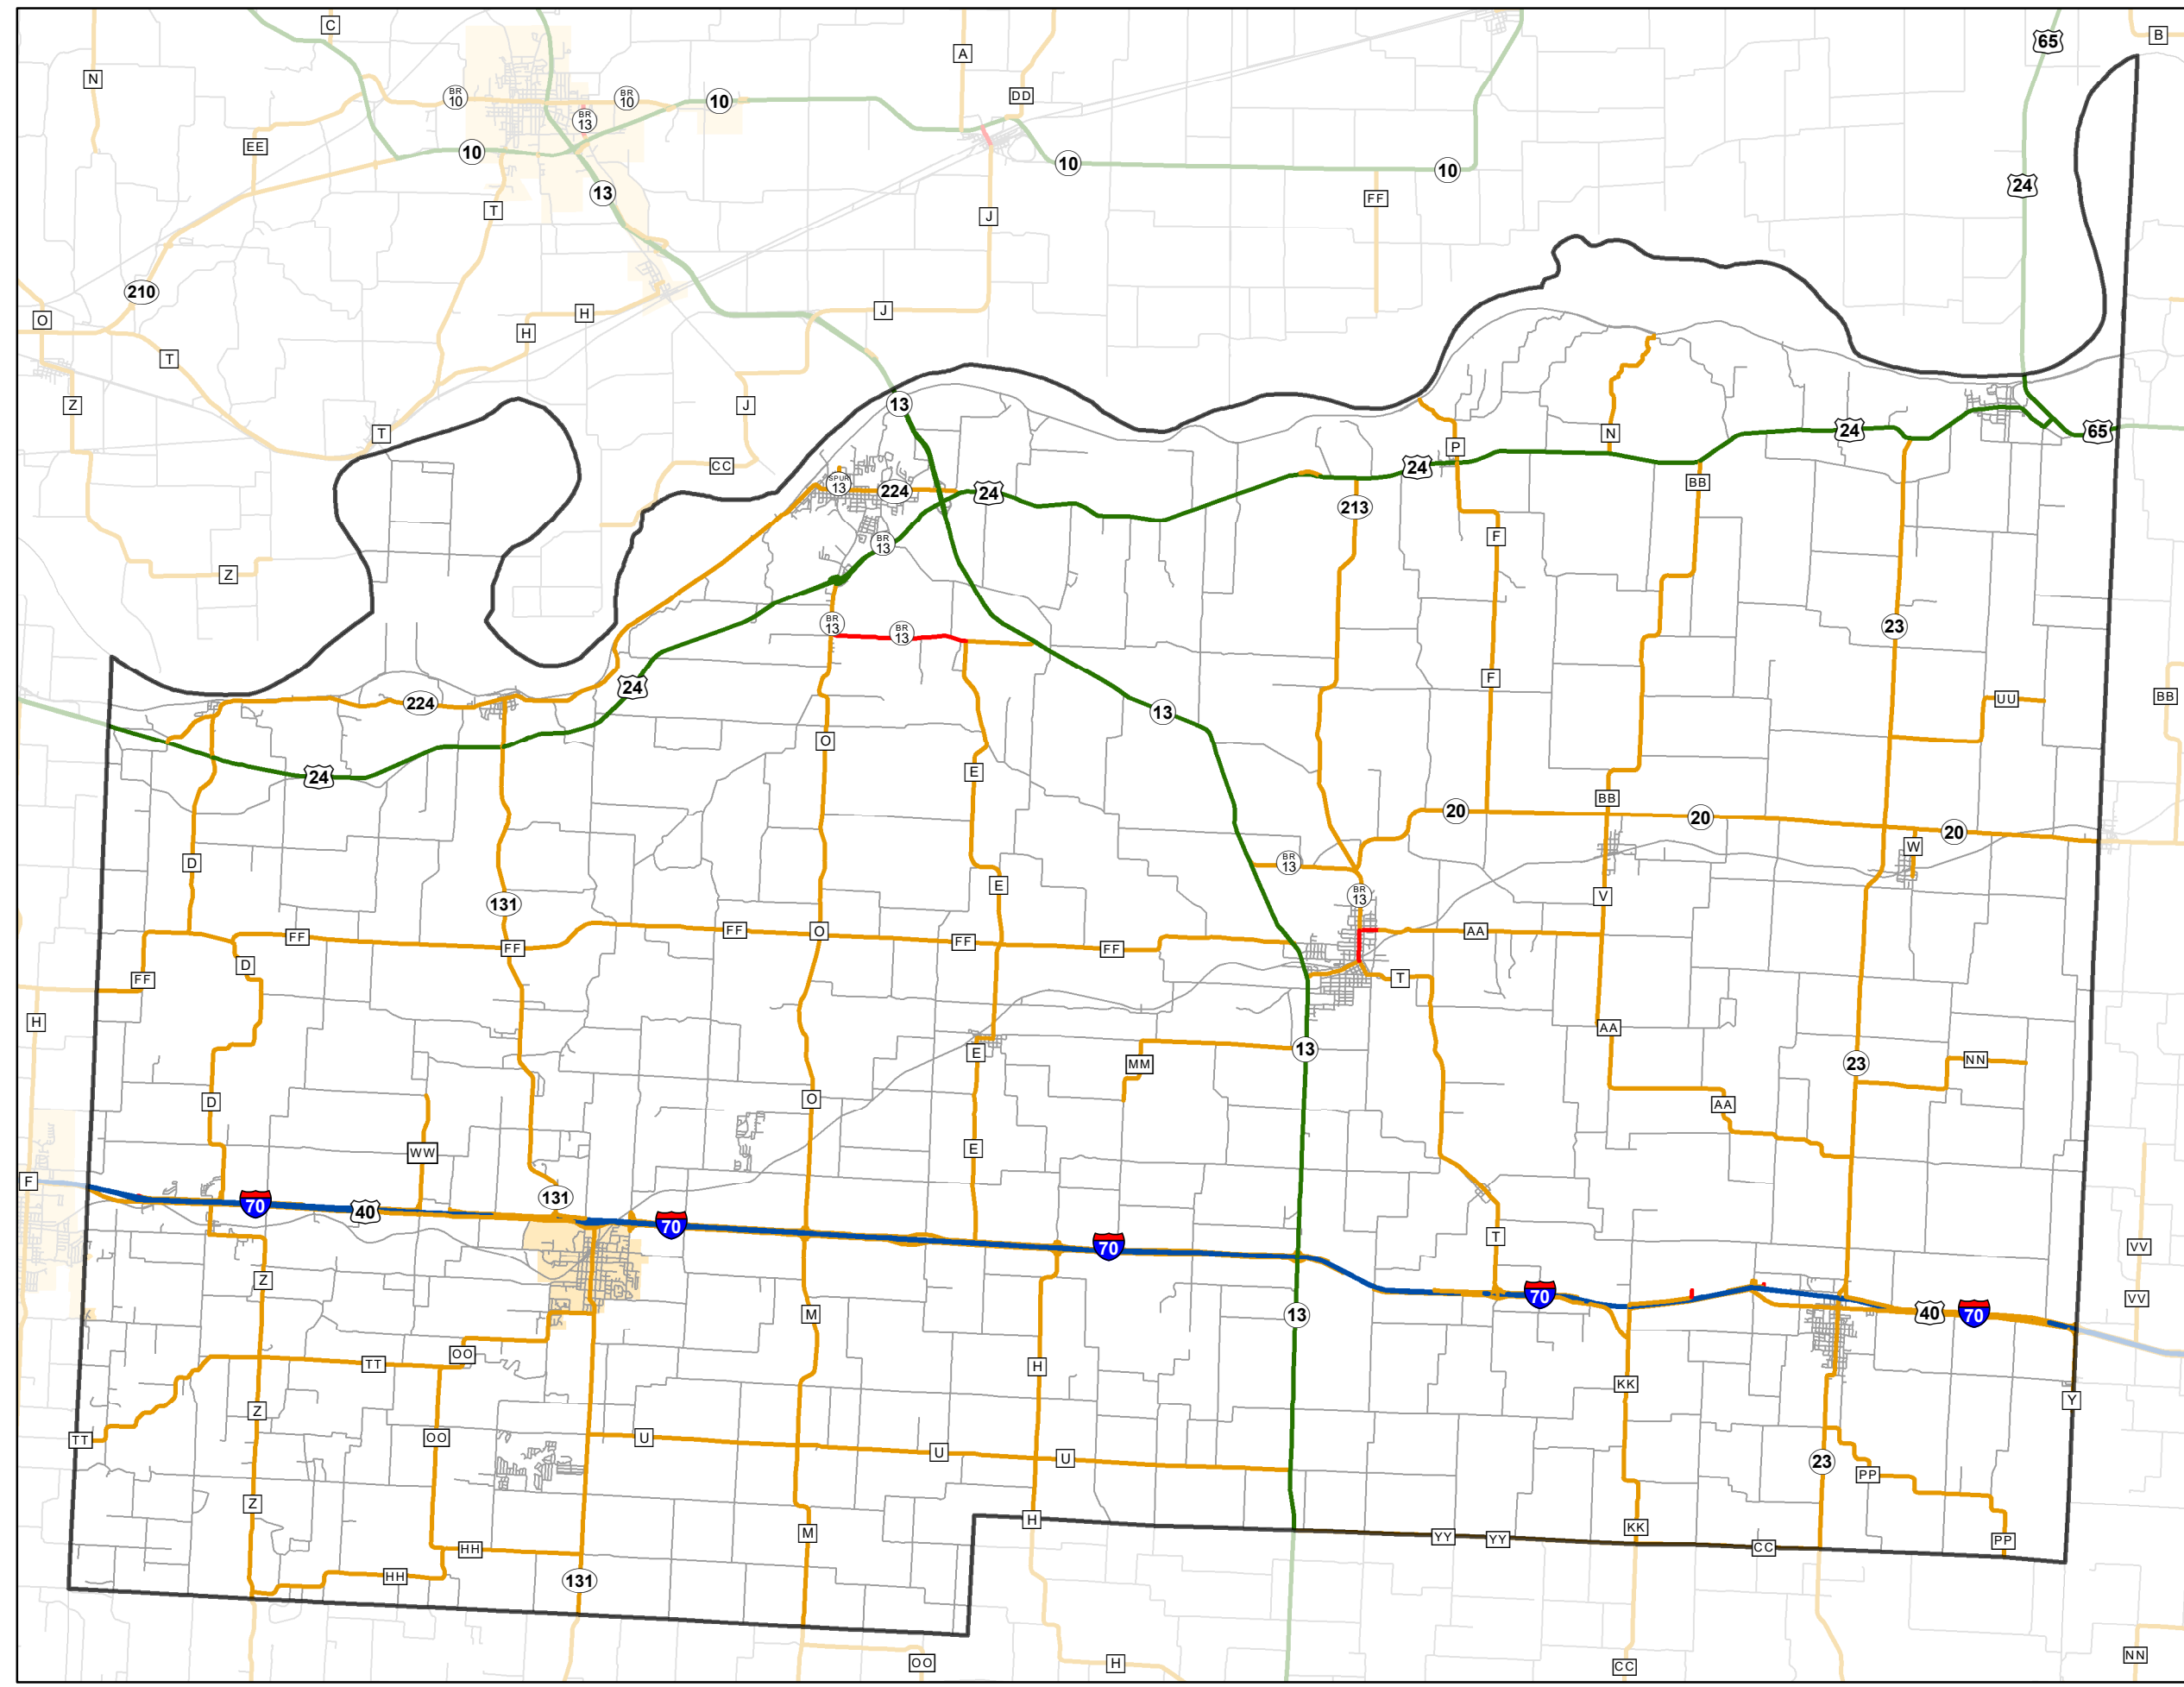 C
65
B
N
A
BR
10
BR
10
10
DD
BR
13
EE
10
10
10
24
13
FF
T
J
210
J
H
O
H
T
Z
J
13
T
24
65
P
N
CC
24
BB
SPUR
13
224
24
213
F
BR
13
Z
BR
13
BR
13
23
F
24
UU
BB
224
13
O
E
24
BB
20
20
20
W
D
BR
13
E
BR
13
V
131
O
AA
FF
FF
FF
FF
FF
D
FF
T
H
AA
13
E
23
NN
MM
O
D
AA
E
WW
F
131
70
40
70
T
70
VV
Z
70
VV
40
70
M
13
TT
OO
H
KK
Z
Y
OO
TT
U
U
U
23
PP
Z
H
M
KK
YY
YY
PP
HH
CC
HH
131
OO
H
CC
NN